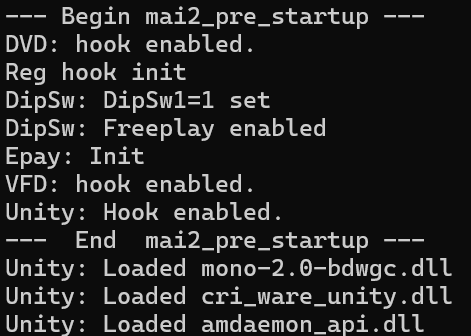 --- Begin mai2_pre_startup ---
DVD: hook enabled.
Reg hook init
DipSw: DipSw1=1 set
DipSw: Freeplay enabled
Epay: Init
VFD: hook enabled.
Unity: Hook enabled.
---  End  mai2_pre_startup ---
Unity: Loaded mono-2.0-bdwgc.dll
Unity: Loaded cri_ware_unity.dll
Unity: Loaded amdaemon_api.dll